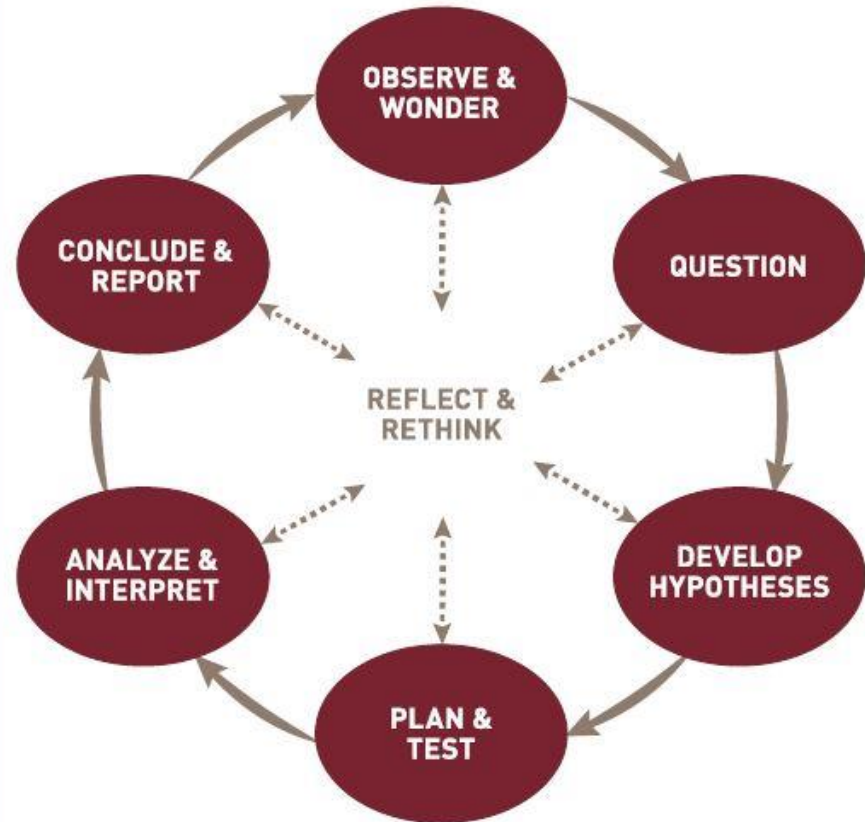 OBSERVE &
WONDER
QUESTION
DEVELOP
HYPOTHESES
PLAN &
TEST
ANALYZE &
INTERPRET
CONCLUDE &
REPORT
REFLECT &
RETHINK